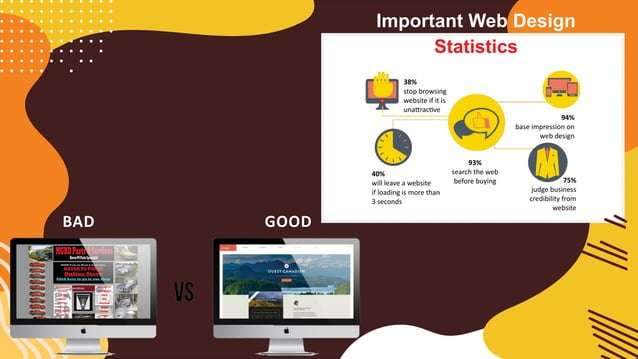 Important Web Design
Statistics
38%
stop browsing
website if it is
unattractive
94%
base impression on
web design
40%
will leave a website
if loading is more than
3 seconds
93%
search the web
before buying
75%
judge business
credibility from
website
BAD
GOOD
VS